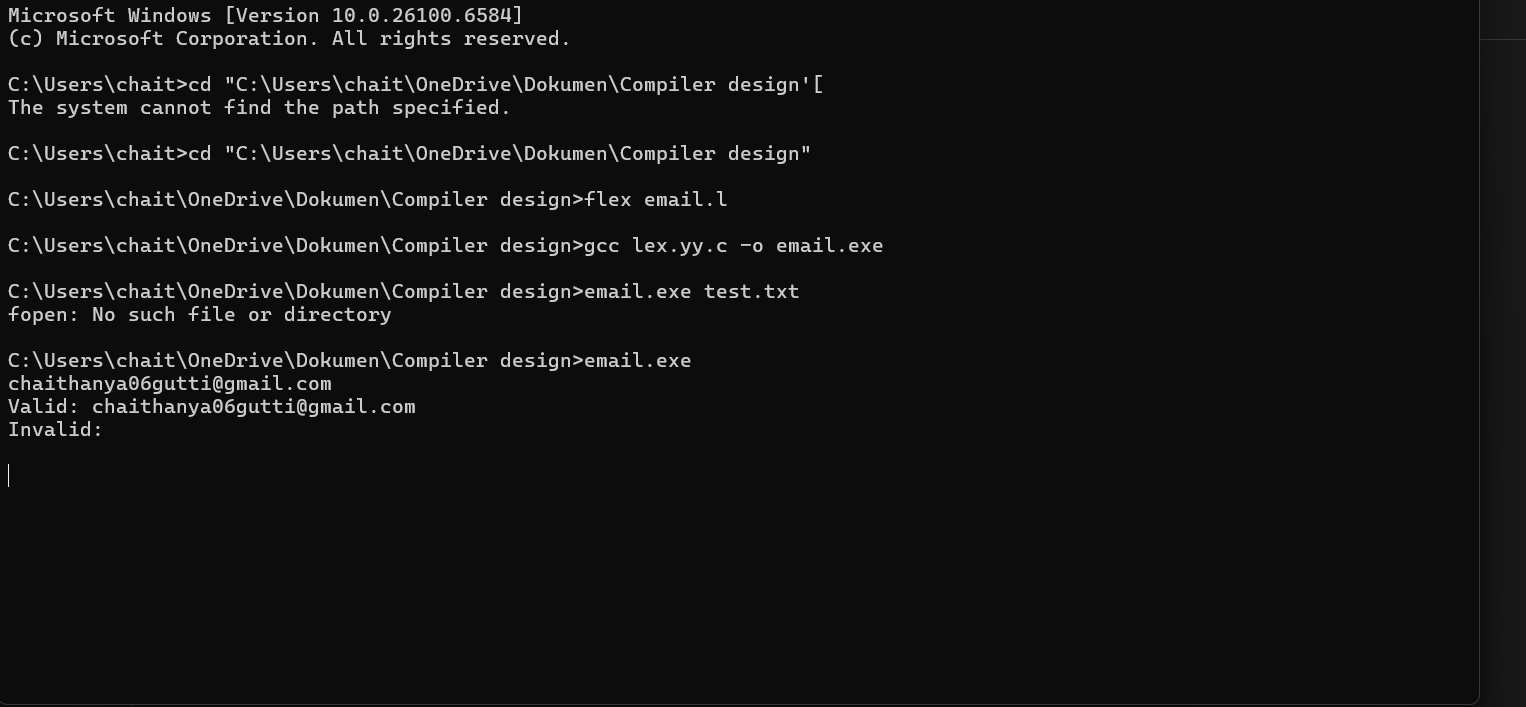 Microsoft Windows [Version 10.0.26100.6584]
(c) Microsoft Corporation. All rights reserved.
C:\Users\chait>cd "C:\Users\chait\OneDrive\Dokumen\Compiler design'[
The system cannot find the path specified.
C:\Users\chait>cd "C:\Users\chait\OneDrive\Dokumen\Compiler design"
C:\Users\chait\OneDrive\Dokumen\Compiler design>flex email.l
C:\Users\chait\OneDrive\Dokumen\Compiler design>gcc lex.yy.c -o email.exe
C:\Users\chait\OneDrive\Dokumen\Compiler design>email.exe test.txt
fopen: No such file or directory
C:\Users\chait\OneDrive\Dokumen\Compiler design>email.exe
chaithanya06gutti@gmail.com
Valid: chaithanya06gutti@gmail.com
Invalid: